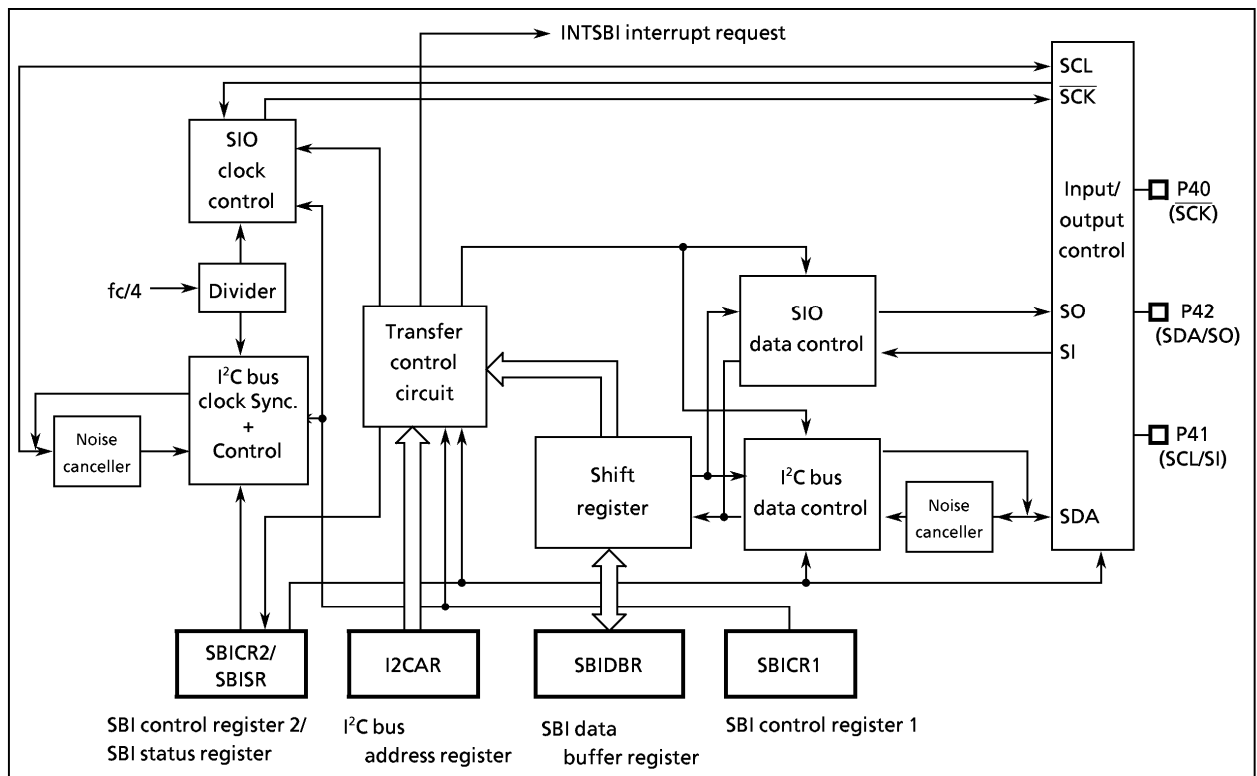 INTSBI interrupt request
SCL
SCK
SIO
clock
control
Input/
output
control
P40
(SCK)
fc/4
Divider
SIO
data control
SO
SI
P42
(SDA/SO)
Transfer
control
circuit
I²C bus
clock Sync.
+
Control
Noise
canceller
Shift
register
I²C bus
data control
Noise
canceller
SDA
P41
(SCL/SI)
SBICR2/
SBISR
I2CAR
SBIDBR
SBICR1
SBI control register 2/
SBI status register
I²C bus
address register
SBI data
buffer register
SBI control register 1